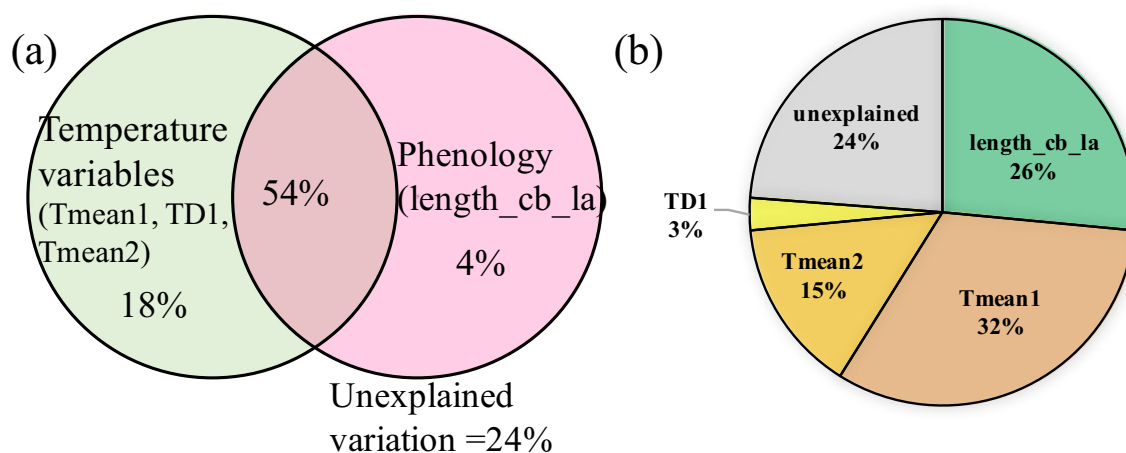 (a)
Temperature
variables
(Tmean1, TD1,
Tmean2)
18%
54%
Phenology
(length_cb_la)
4%
Unexplained
variation =24%
(b)
unexplained
24%
length_cb_la
26%
TD1
3%
Tmean2
15%
Tmean1
32%